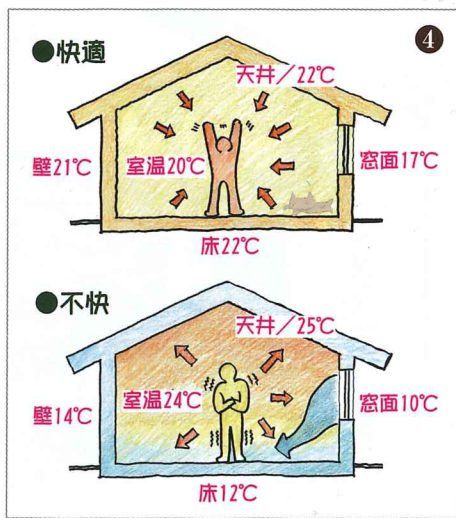 ④
●快適
天井/22℃
壁21℃
室温20℃
窓面17℃
床22℃
●不快
天井/25℃
壁14℃
室温24℃
窓面10℃
床12℃